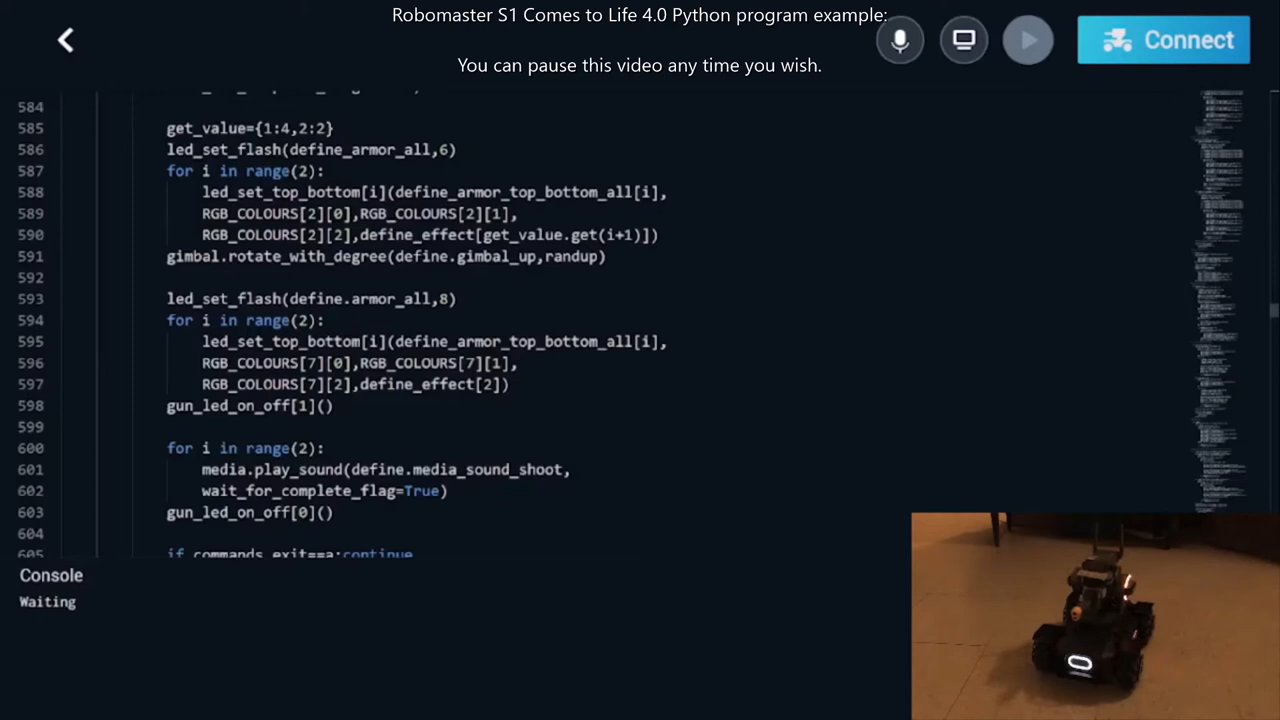 Robomaster S1 Comes to Life 4.0 Python program example:
Connect
You can pause this video any time you wish.
584
585 get_value={1:4,2:2}
586 led_set_flash(define_armor_all,6)
587 for i in range(2):
588 led_set_top_bottom[i](define_armor_top_bottom_all[i],
589 RGB_COLOURS[2][0],RGB_COLOURS[2][1],
590 RGB_COLOURS[2][2],define_effect[get_value.get(i+1)])
591 gimbal.rotate_with_degree(define.gimbal_up,randup)
592
593 led_set_flash(define.armor_all,8)
594 for i in range(2):
595 led_set_top_bottom[i](define_armor_top_bottom_all[i],
596 RGB_COLOURS[7][0],RGB_COLOURS[7][1],
597 RGB_COLOURS[7][2],define_effect[2])
598 gun_led_on_off[1]()
599
600 for i in range(2):
601 media.play_sound(define.media_sound_shoot,
602 wait_for_complete_flag=True)
603 gun_led_on_off[0]()
604
605 if commands_exit==a:continue
Console
Waiting